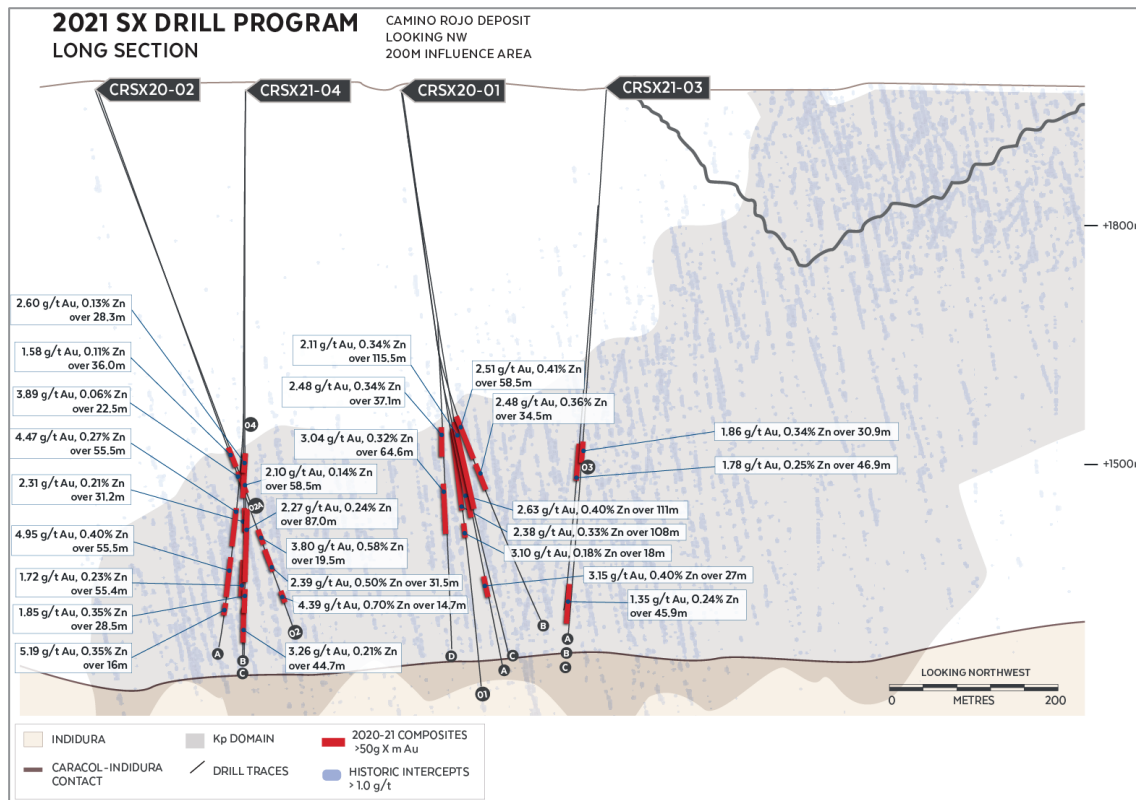 2021 SX DRILL PROGRAM
LONG SECTION
CAMINO ROJO DEPOSIT
LOOKING NW
200M INFLUENCE AREA
CRSX20-02
CRSX21-04
CRSX20-01
CRSX21-03
+1800m
2.60 g/t Au, 0.13% Zn
over 28.3m
1.58 g/t Au, 0.11% Zn
over 36.0m
3.89 g/t Au, 0.06% Zn
over 22.5m
4.47 g/t Au, 0.27% Zn
over 55.5m
2.31 g/t Au, 0.21% Zn
over 31.2m
4.95 g/t Au, 0.40% Zn
over 55.5m
1.72 g/t Au, 0.23% Zn
over 55.4m
1.85 g/t Au, 0.35% Zn
over 28.5m
5.19 g/t Au, 0.35% Zn
over 16m
04
2.10 g/t Au, 0.14% Zn
over 58.5m
02A
2.27 g/t Au, 0.24% Zn
over 87.0m
3.80 g/t Au, 0.58% Zn
over 19.5m
2.39 g/t Au, 0.50% Zn over 31.5m
4.39 g/t Au, 0.70% Zn over 14.7m
02
3.26 g/t Au, 0.21% Zn
over 44.7m
A
B
C
2.11 g/t Au, 0.34% Zn
over 115.5m
2.48 g/t Au, 0.34% Zn
over 37.1m
3.04 g/t Au, 0.32% Zn
over 64.6m
2.51 g/t Au, 0.41% Zn
over 58.5m
2.48 g/t Au, 0.36% Zn
over 34.5m
2.63 g/t Au, 0.40% Zn over 111m
2.38 g/t Au, 0.33% Zn over 108m
3.10 g/t Au, 0.18% Zn over 18m
3.15 g/t Au, 0.40% Zn over 27m
B
D
C
A
01
1.86 g/t Au, 0.34% Zn over 30.9m
03
1.78 g/t Au, 0.25% Zn over 46.9m
+1500m
1.35 g/t Au, 0.24% Zn
over 45.9m
A
B
C
LOOKING NORTHWEST
0 METRES 200
INDIDURA
CARACOL-INDIDURA
CONTACT
Kp DOMAIN
DRILL TRACES
2020-21 COMPOSITES
>50g X m Au
HISTORIC INTERCEPTS
> 1.0 g/t